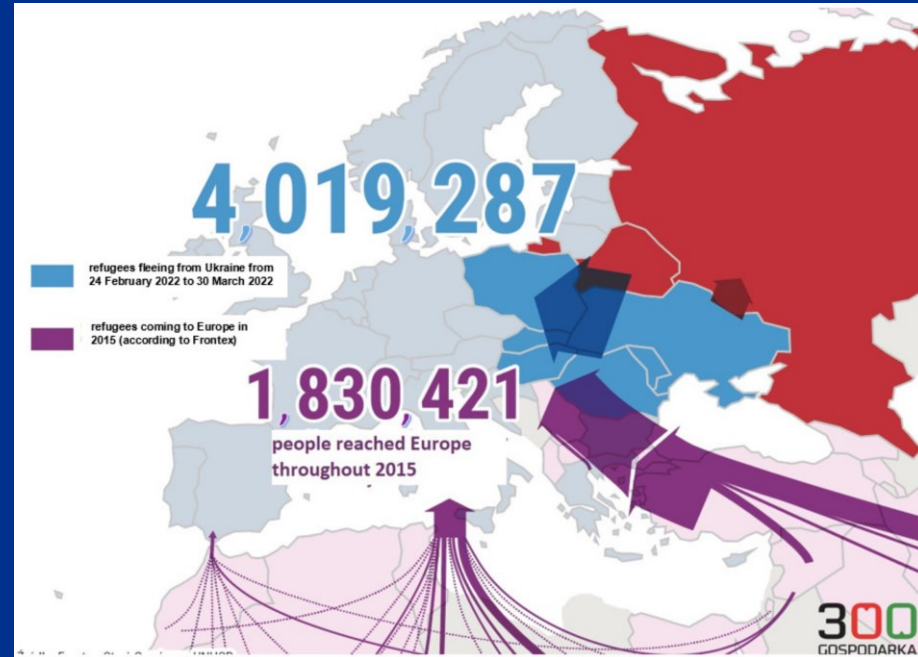 4,019,287
refugees fleeing from Ukraine from
24 February 2022 to 30 March 2022
refugees coming to Europe in
2015 (according to Frontex)
1,830,421
people reached Europe
throughout 2015
300
GOSPODARKA